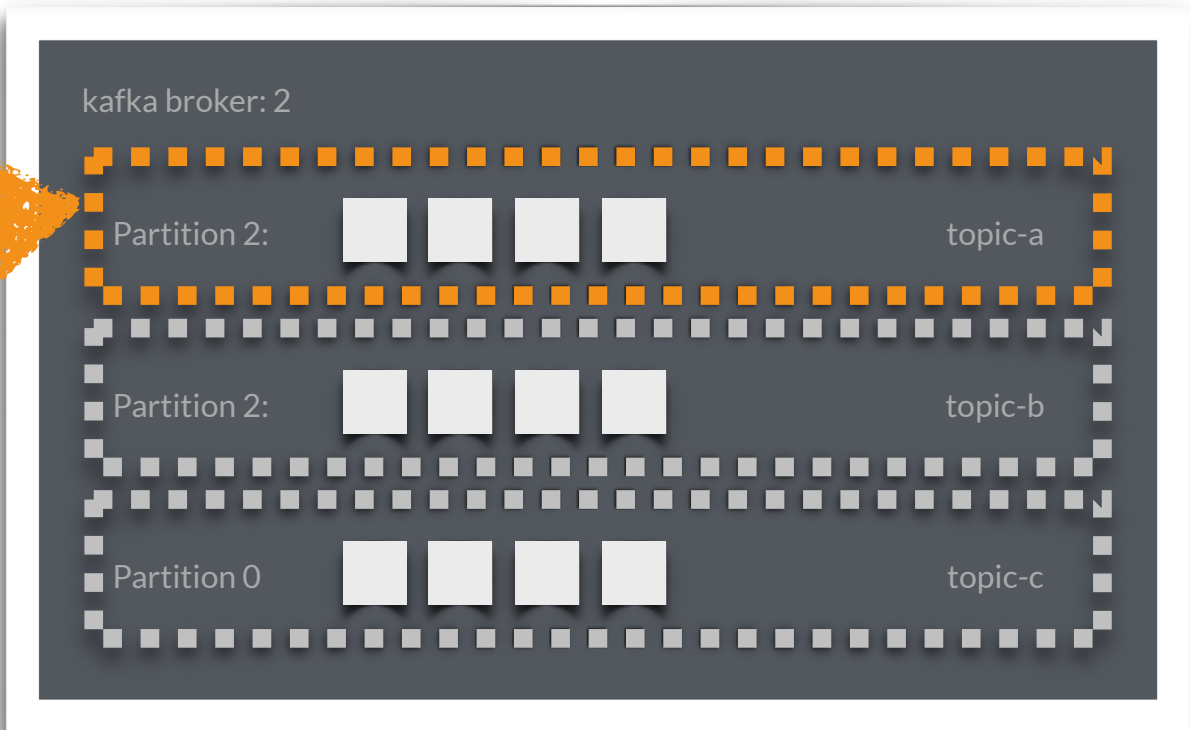 kafka broker: 2
Partition 2: topic-a
Partition 2: topic-b
Partition 0 topic-c